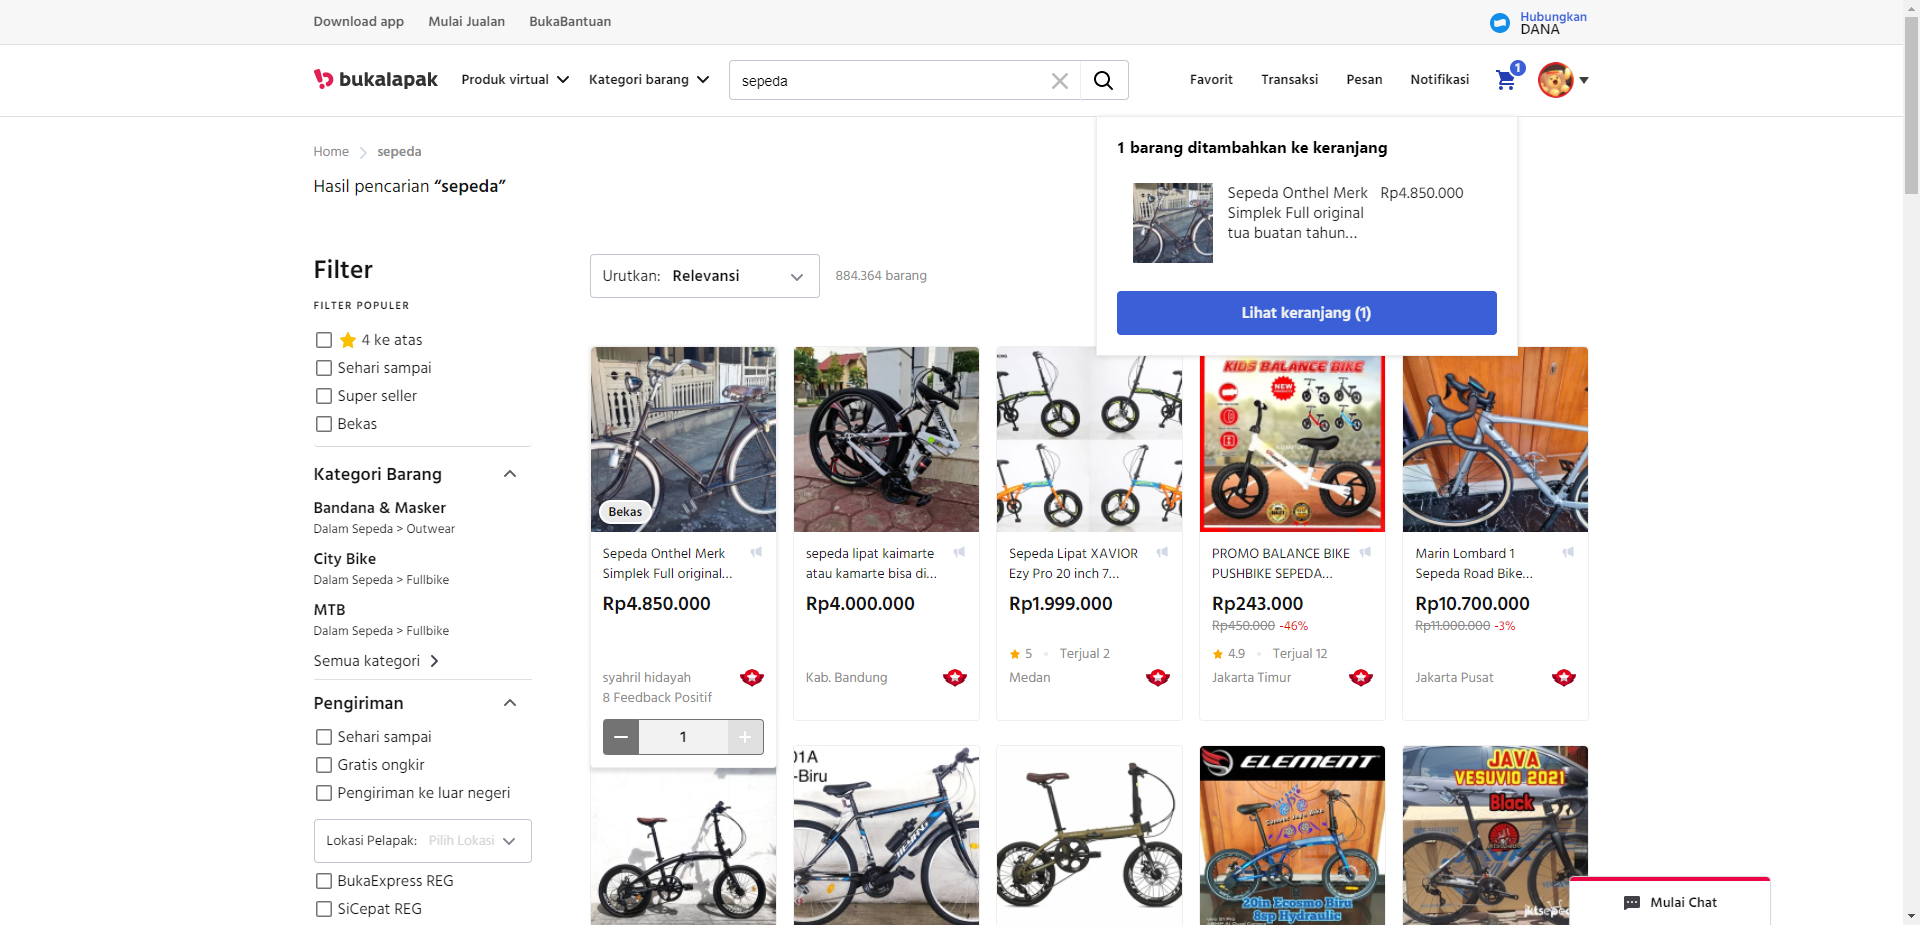 Download app
Mulai Jualan
BukaBantuan
Hubungkan
DANA
bukalapak
Produk virtual
Kategori barang
sepeda
Favorit
Transaksi
Pesan
Notifikasi
1
Home
sepeda
Hasil pencarian “sepeda”
1 barang ditambahkan ke keranjang
Sepeda Onthel Merk
Simplek Full original
tua buatan tahun...
Rp4.850.000
Lihat keranjang (1)
Filter
FILTER POPULER
4 ke atas
Sehari sampai
Super seller
Bekas
Kategori Barang
Bandana & Masker
Dalam Sepeda > Outwear
City Bike
Dalam Sepeda > Fullbike
MTB
Dalam Sepeda > Fullbike
Semua kategori
Pengiriman
Sehari sampai
Gratis ongkir
Pengiriman ke luar negeri
Lokasi Pelapak: Pilih Lokasi
BukaExpress REG
SiCepat REG
Urutkan: Relevansi
884.364 barang
Bekas
Sepeda Onthel Merk
Simplek Full original...
Rp4.850.000
syahril hidayah
8 Feedback Positif
1
sepeda lipat kaimarte
atau kamarte bisa di...
Rp4.000.000
Kab. Bandung
Sepeda Lipat XAVIOR
Ezy Pro 20 inch 7...
Rp1.999.000
5
Terjual 2
Medan
KIDS BALANCE BIKE
NEW
PROMO BALANCE BIKE
PUSHBIKE SEPEDA...
Rp243.000
Rp450.000 -46%
4.9
Terjual 12
Jakarta Timur
Marin Lombard 1
Sepeda Road Bike...
Rp10.700.000
Rp11.000.000 -3%
Jakarta Pusat
01A
-Biru
ELEMENT
20in Ecosmo Biru
8sp Hydraulic
JAVA
VESUVIO 2021
Black
Mulai Chat